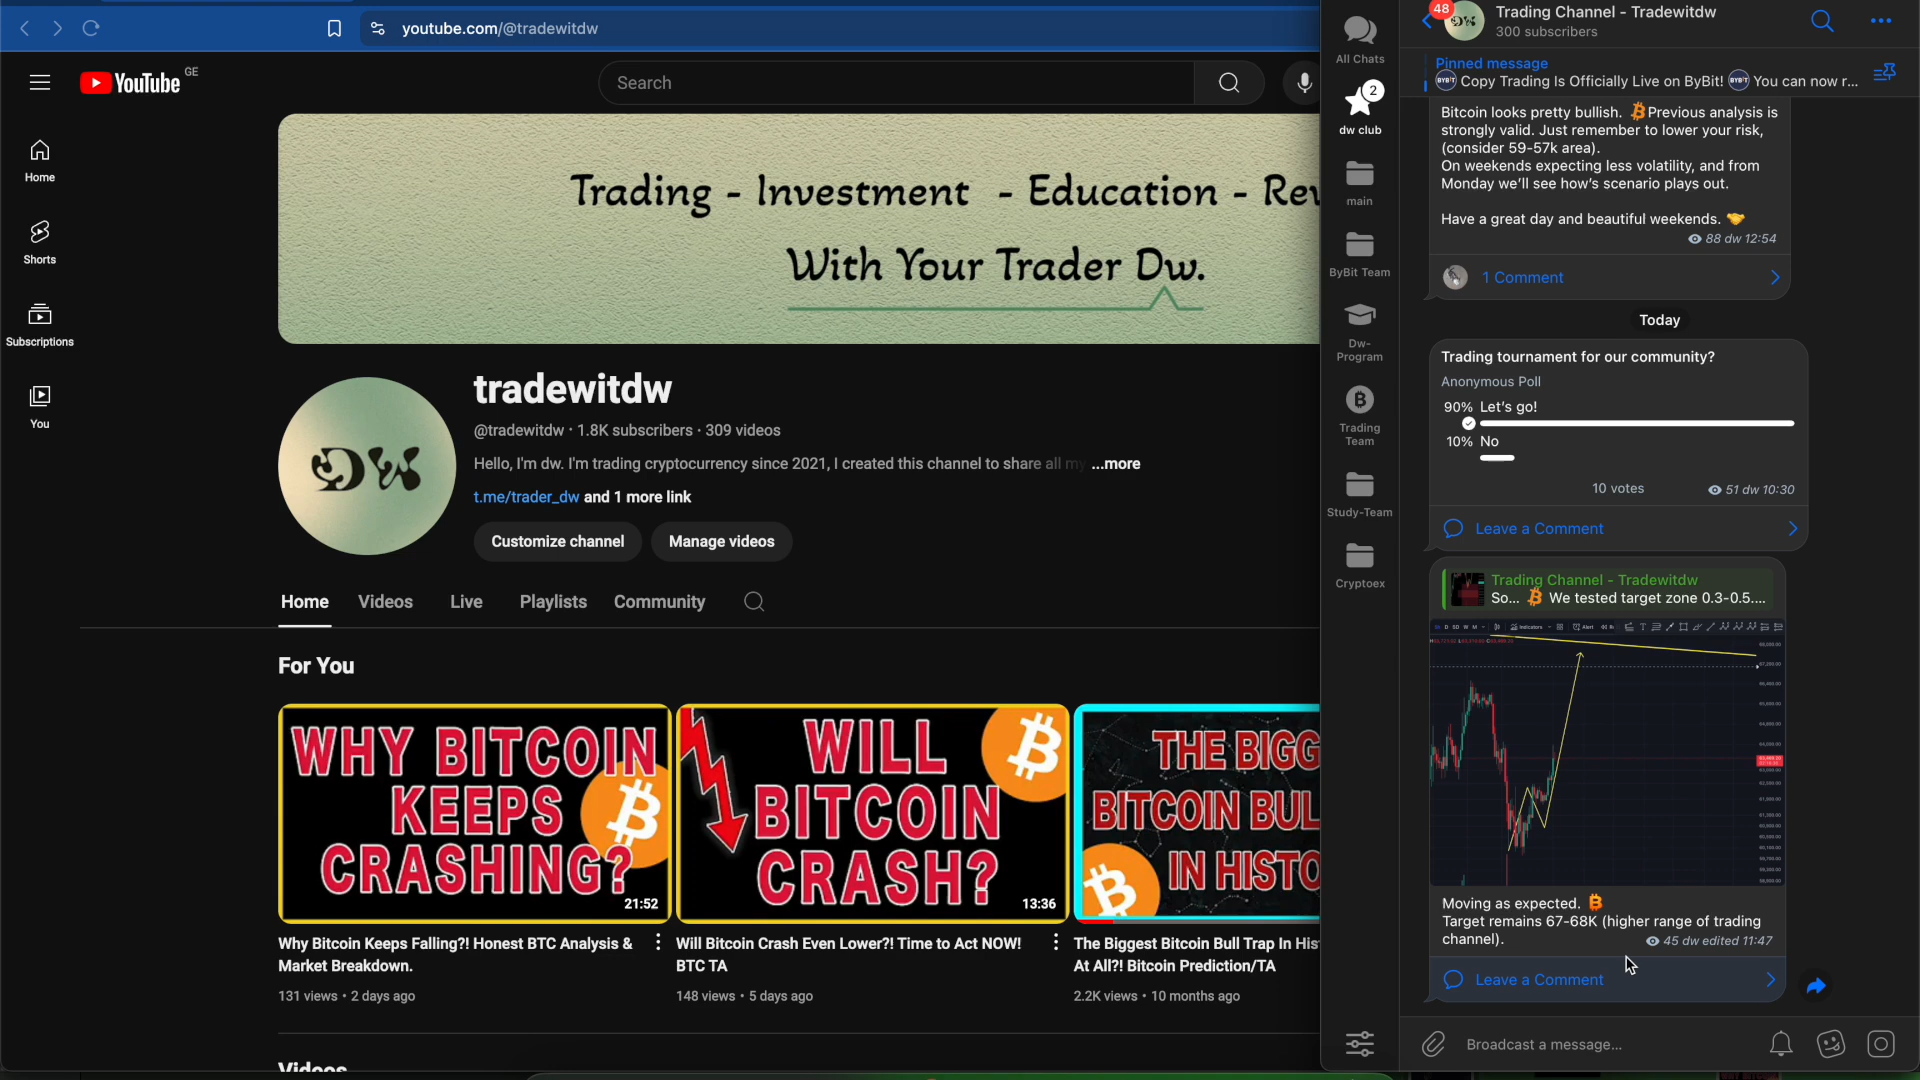 youtube.com/@tradewitdw
YouTube GE
Search
Home
Shorts
Subscriptions
You
Trading - Investment - Education - Rev
With Your Trader Dw.
DW
tradewitdw
@tradewitdw · 1.8K subscribers · 309 videos
Hello, I'm dw. I'm trading cryptocurrency since 2021, I created this channel to share all my ...more
t.me/trader_dw and 1 more link
Customize channel
Manage videos
Home
Videos
Live
Playlists
Community
For You
WHY BITCOIN
KEEPS
CRASHING?
21:52
Why Bitcoin Keeps Falling?! Honest BTC Analysis &
Market Breakdown.
131 views · 2 days ago
WILL
BITCOIN
CRASH?
13:36
Will Bitcoin Crash Even Lower?! Time to Act NOW!
BTC TA
148 views · 5 days ago
THE BIGG
BITCOIN BUL
IN HISTO
The Biggest Bitcoin Bull Trap In His
At All?! Bitcoin Prediction/TA
2.2K views · 10 months ago
Videos
All Chats
2
dw club
main
ByBit Team
Dw-
Program
Trading
Team
Study-Team
Cryptoex
48
DW
Trading Channel - Tradewitdw
300 subscribers
Pinned message
BYBIT Copy Trading Is Officially Live on ByBit! BYBIT You can now r...
Bitcoin looks pretty bullish. Previous analysis is
strongly valid. Just remember to lower your risk,
(consider 59-57k area).
On weekends expecting less volatility, and from
Monday we'll see how's scenario plays out.
Have a great day and beautiful weekends. 🤝
88 dw 12:54
1 Comment
Today
Trading tournament for our community?
Anonymous Poll
90% Let's go!
10% No
10 votes
51 dw 10:30
Leave a Comment
Trading Channel - Tradewitdw
So... We tested target zone 0.3-0.5....
Indicators
Alert
Moving as expected.
Target remains 67-68K (higher range of trading
channel).
45 dw edited 11:47
Leave a Comment
Broadcast a message...